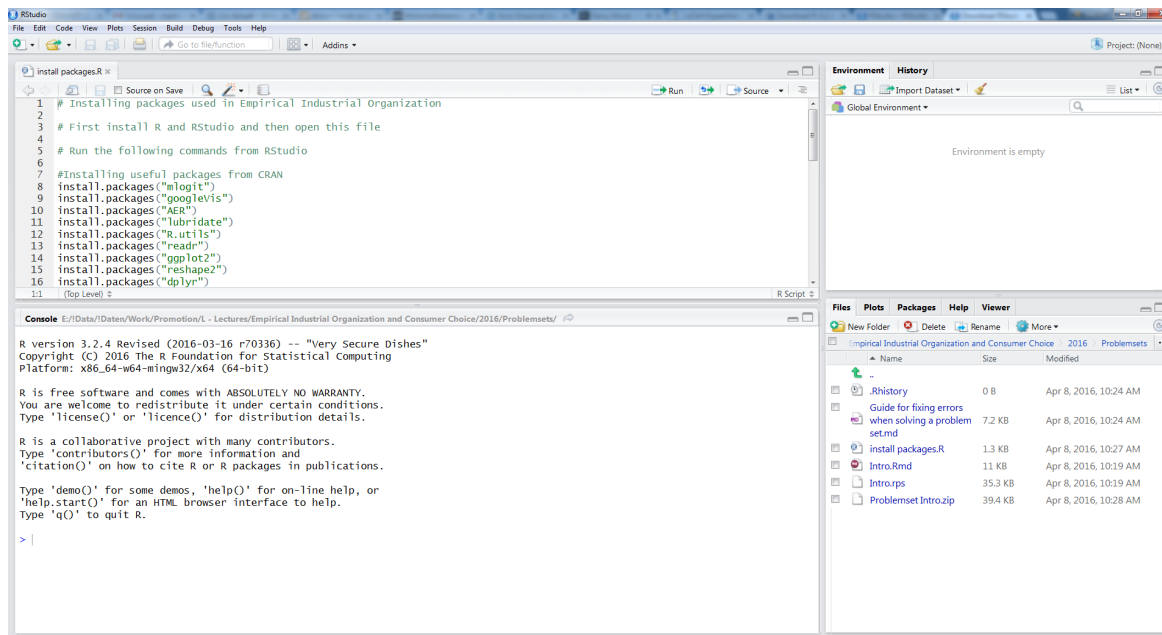 RStudio
File Edit Code View Plots Session Build Debug Tools Help
Go to file/function Addins Project: (None)
install packages.R
Source on Save Run Source
1 # Installing packages used in Empirical Industrial Organization
2
3 # First install R and RStudio and then open this file
4
5 # Run the following commands from RStudio
6
7 #Installing useful packages from CRAN
8 install.packages("mlogit")
9 install.packages("googleVis")
10 install.packages("AER")
11 install.packages("lubridate")
12 install.packages("R.utils")
13 install.packages("readr")
14 install.packages("ggplot2")
15 install.packages("reshape2")
16 install.packages("dplyr")
1:1 (Top Level) R Script
Console E:/!Data/!Daten/Work/Promotion/L - Lectures/Empirical Industrial Organization and Consumer Choice/2016/Problemsets/
R version 3.2.4 Revised (2016-03-16 r70336) -- "Very Secure Dishes"
Copyright (C) 2016 The R Foundation for Statistical Computing
Platform: x86_64-w64-mingw32/x64 (64-bit)
R is free software and comes with ABSOLUTELY NO WARRANTY.
You are welcome to redistribute it under certain conditions.
Type 'license()' or 'licence()' for distribution details.
R is a collaborative project with many contributors.
Type 'contributors()' for more information and
'citation()' on how to cite R or R packages in publications.
Type 'demo()' for some demos, 'help()' for on-line help, or
'help.start()' for an HTML browser interface to help.
Type 'q()' to quit R.
>
Environment History
Import Dataset List
Global Environment
Environment is empty
Files Plots Packages Help Viewer
New Folder Delete Rename More
Empirical Industrial Organization and Consumer Choice 2016 Problemsets
Name Size Modified
..
.Rhistory 0 B Apr 8, 2016, 10:24 AM
Guide for fixing errors
when solving a problem 7.2 KB Apr 8, 2016, 10:24 AM
set.md
install packages.R 1.3 KB Apr 8, 2016, 10:27 AM
Intro.Rmd 11 KB Apr 8, 2016, 10:19 AM
Intro.rps 35.3 KB Apr 8, 2016, 10:19 AM
Problemset Intro.zip 39.4 KB Apr 8, 2016, 10:28 AM